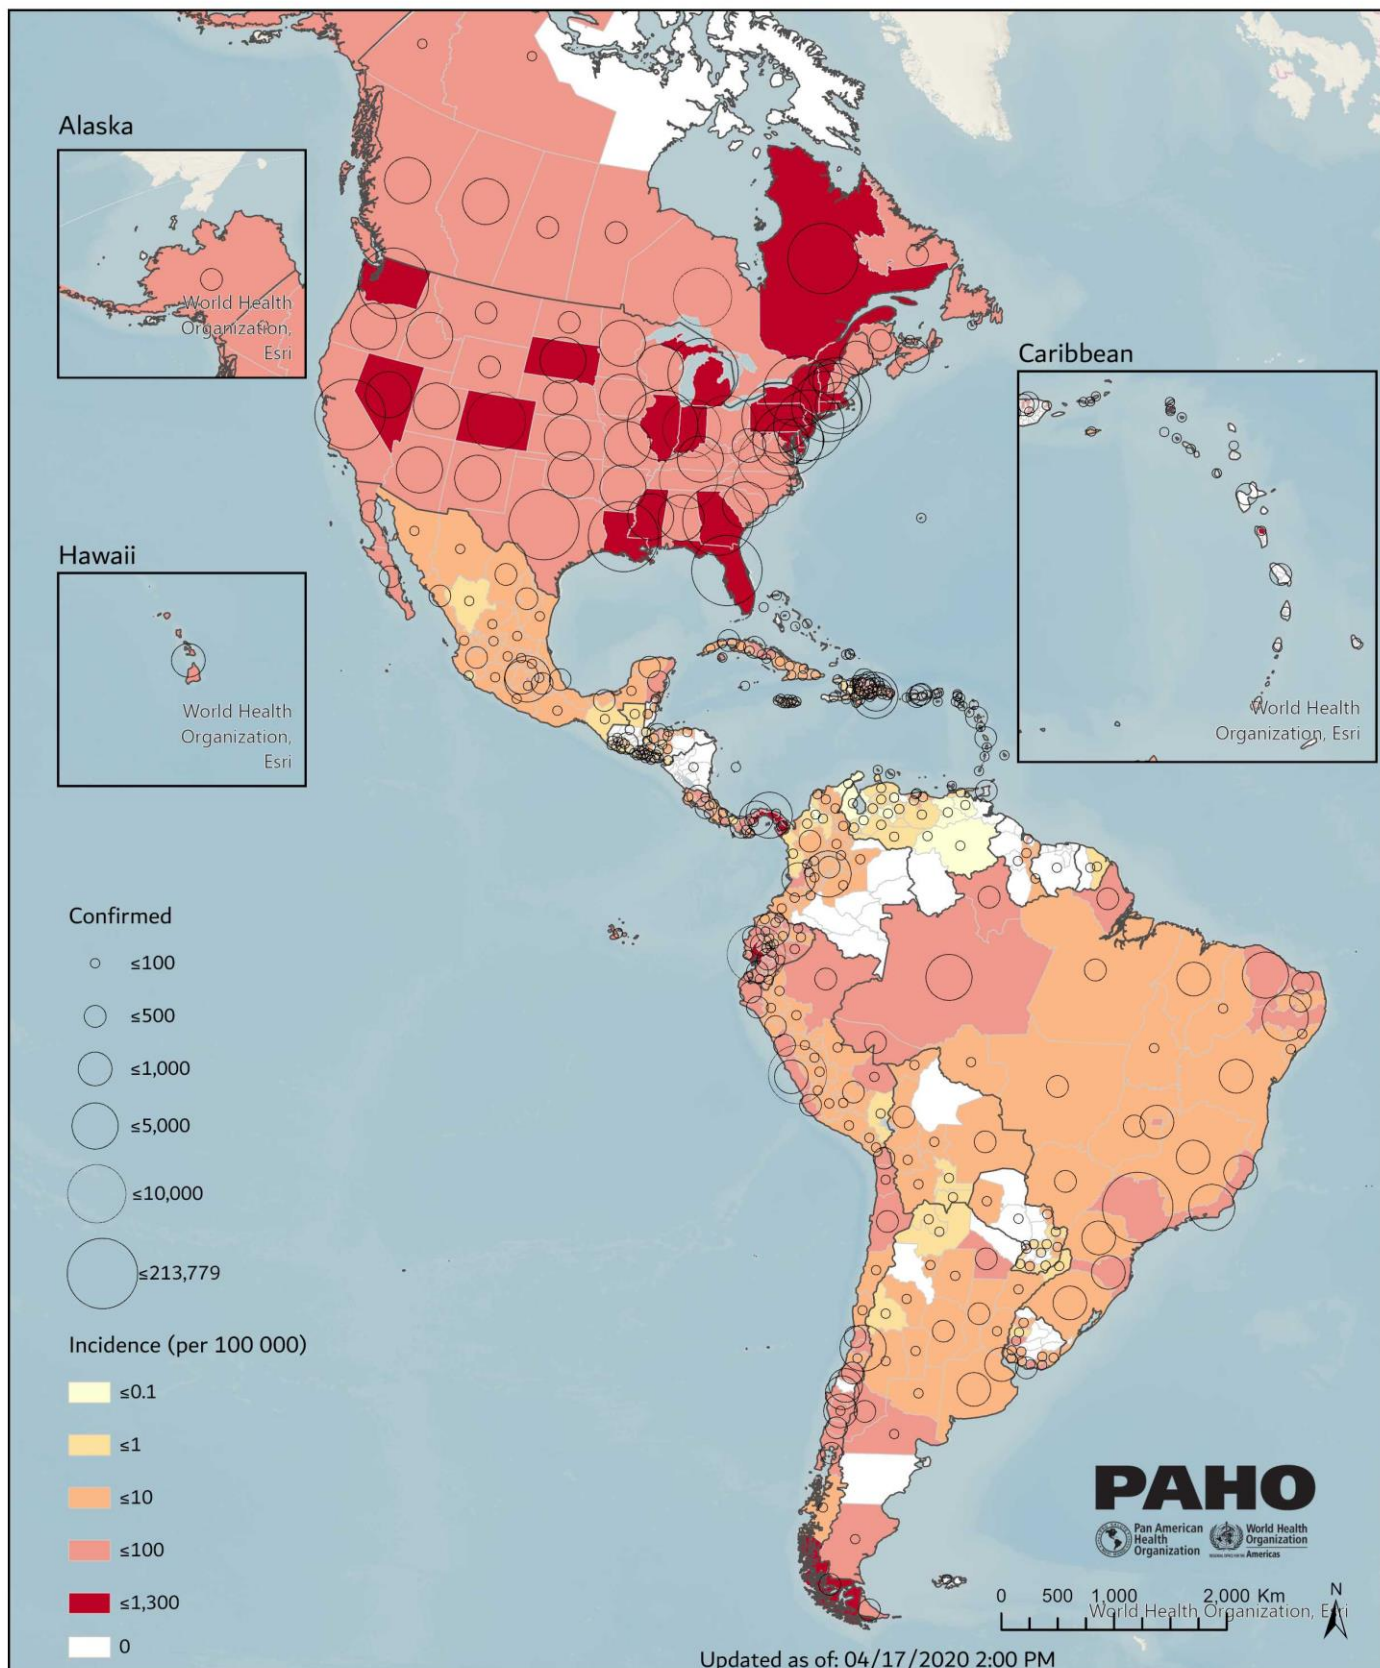 Alaska
World Health
Organization,
Esri
Caribbean
World Health
Organization, Esri
Hawaii
World Health
Organization,
Esri
Confirmed
≤100
≤500
≤1,000
≤5,000
≤10,000
≤213,779
Incidence (per 100 000)
≤0.1
≤1
≤10
≤100
≤1,300
0
PAHO
Pan American
Health
Organization
World Health
Organization
Americas
0 500 1,000 2,000 Km
N
World Health Organization, Esri
Updated as of: 04/17/2020 2:00 PM